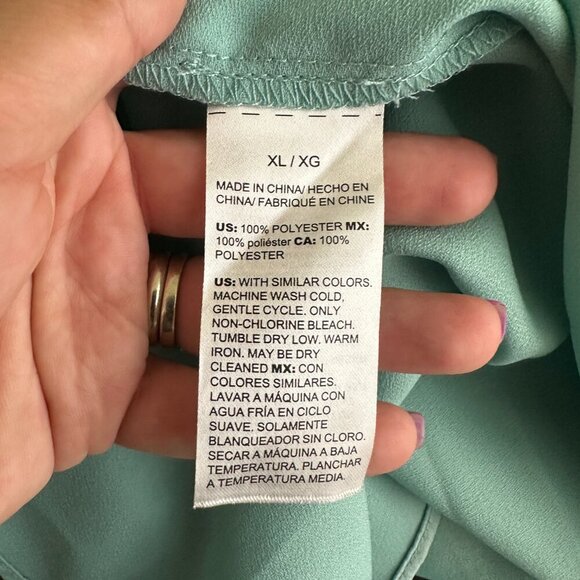 XL / XG
MADE IN CHINA/ HECHO EN
CHINA/ FABRIQUÉ EN CHINE
US: 100% POLYESTER MX:
100% poliéster CA: 100%
POLYESTER
US: WITH SIMILAR COLORS.
MACHINE WASH COLD,
GENTLE CYCLE. ONLY
NON-CHLORINE BLEACH.
TUMBLE DRY LOW. WARM
IRON. MAY BE DRY
CLEANED MX: CON
COLORES SIMILARES.
LAVAR A MÁQUINA CON
AGUA FRÍA EN CICLO
SUAVE. SOLAMENTE
BLANQUEADOR SIN CLORO.
SECAR A MÁQUINA A BAJA
TEMPERATURA. PLANCHAR
A TEMPERATURA MEDIA.